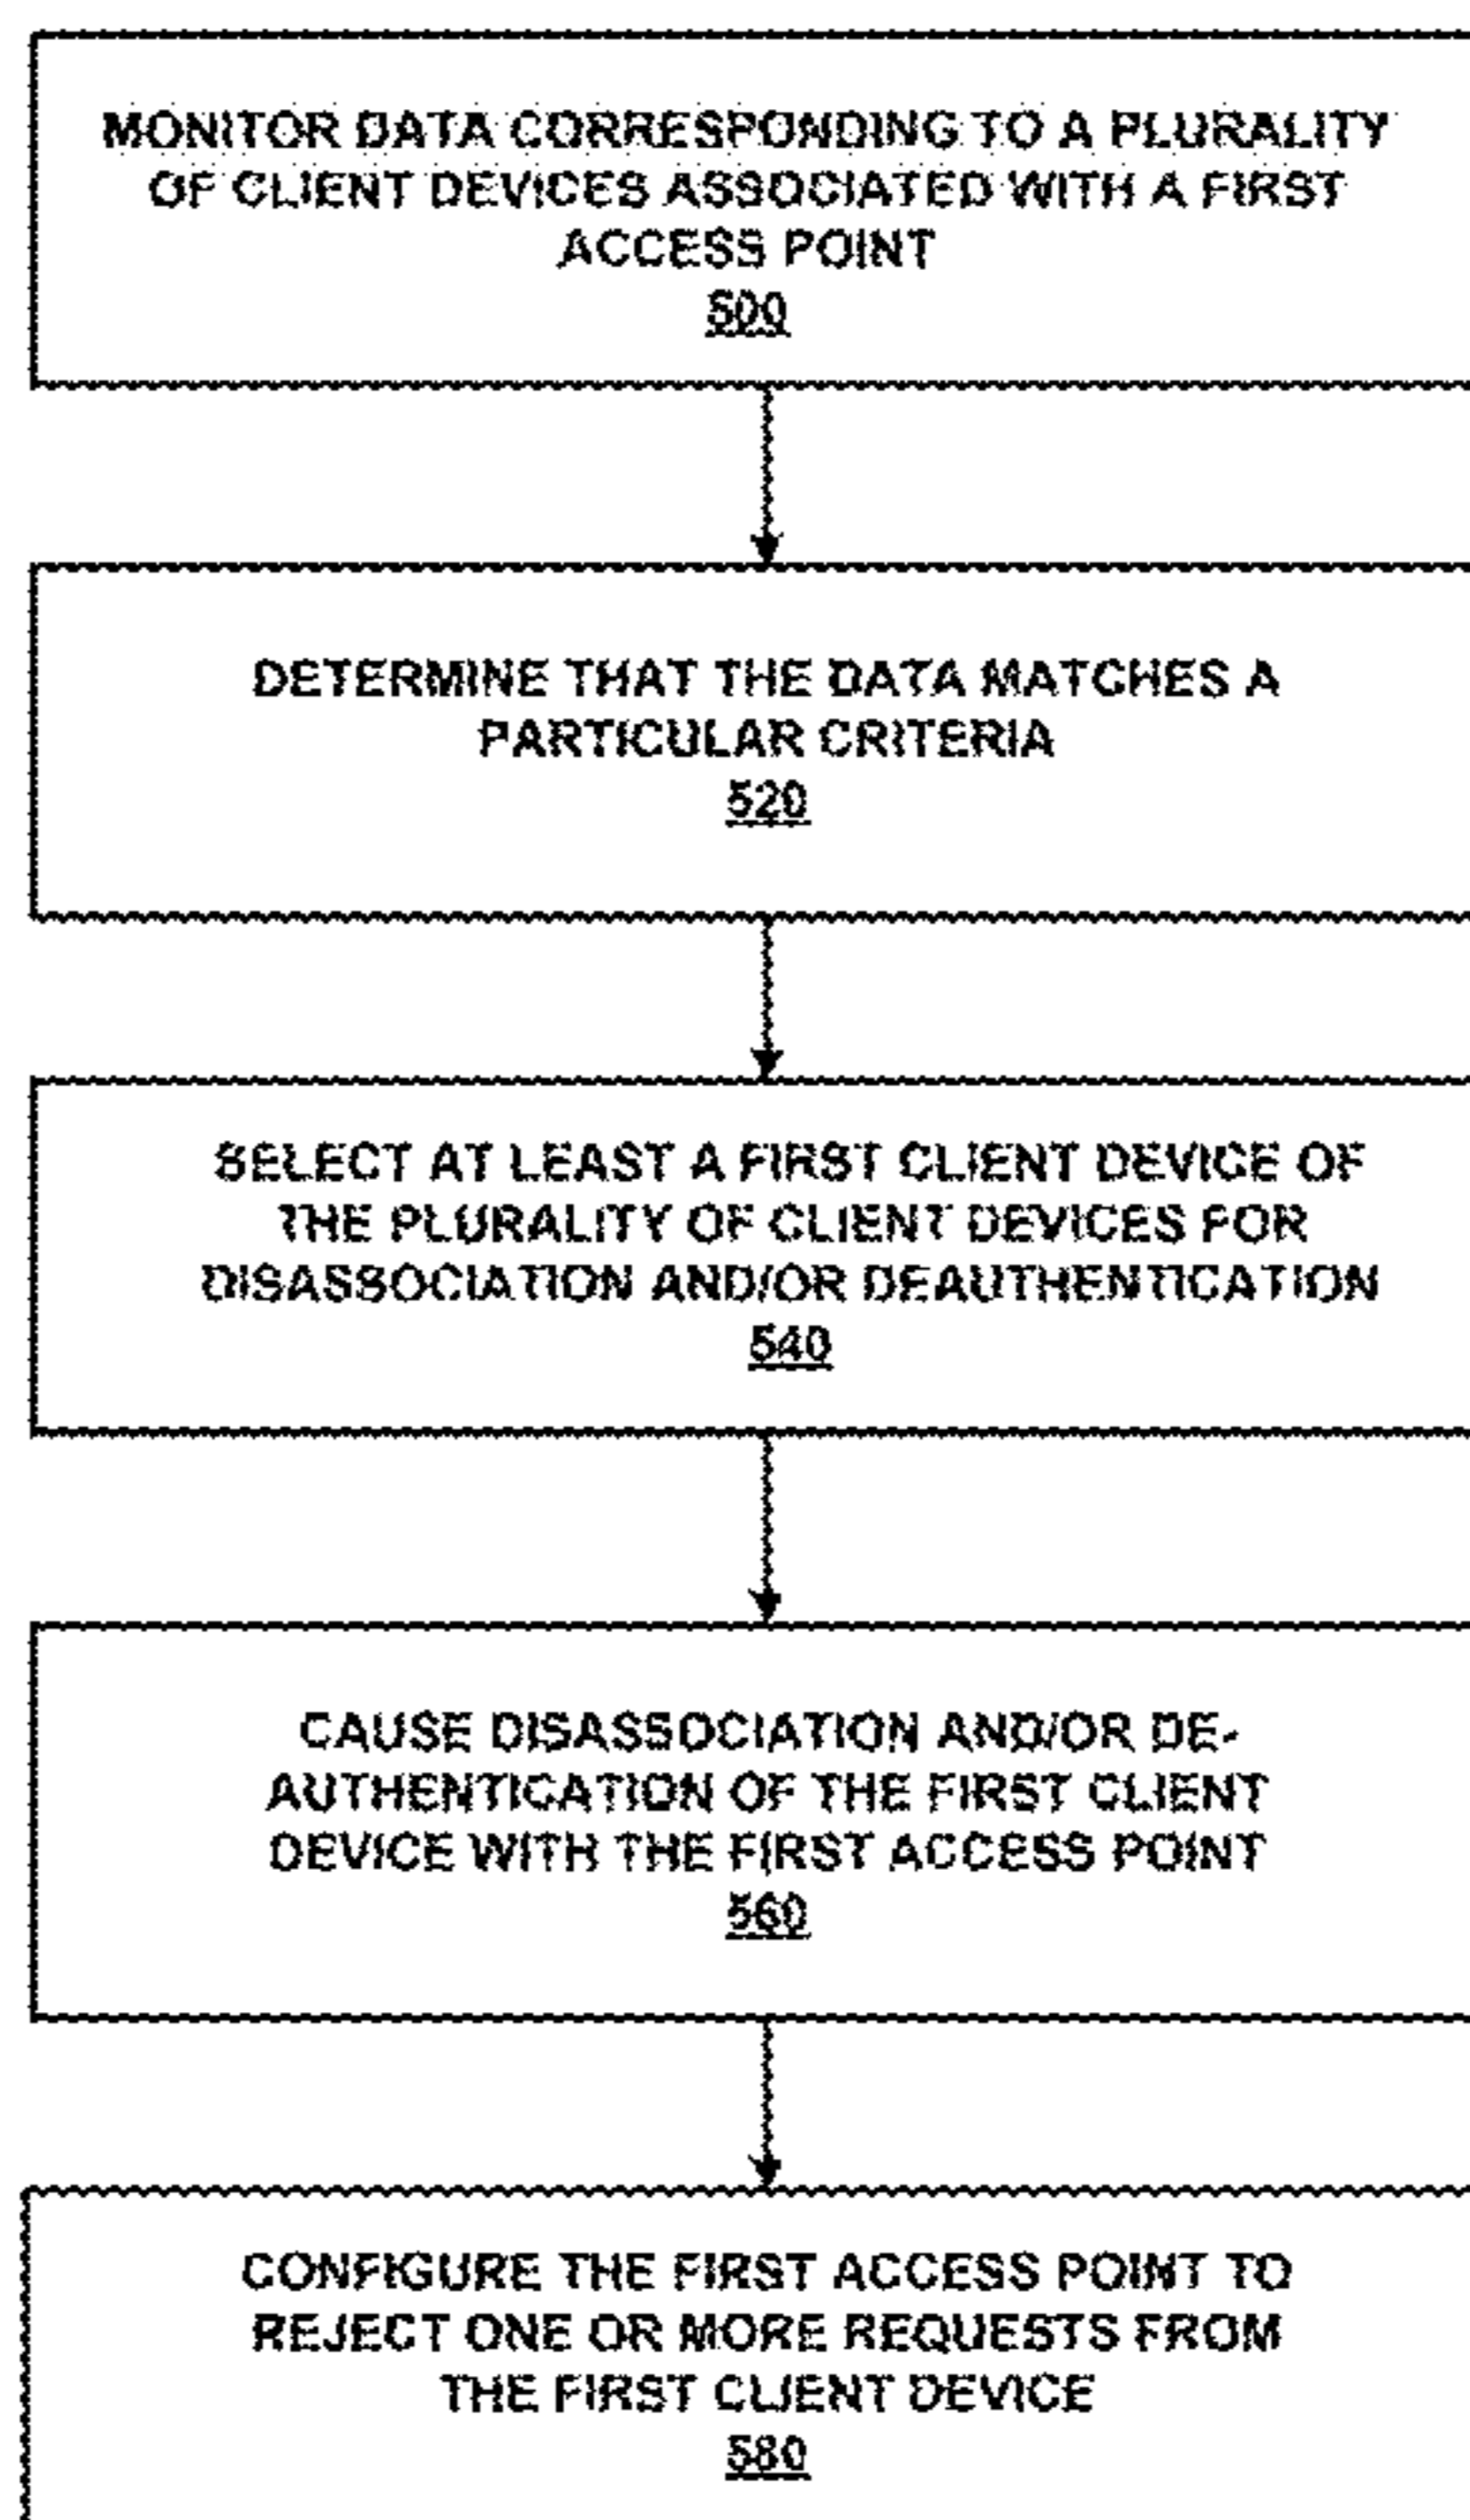 MONITOR DATA CORRESPONDING TO A PLURALITY
OF CLIENT DEVICES ASSOCIATED WITH A FIRST
ACCESS POINT
500
DETERMINE THAT THE DATA MATCHES A
PARTICULAR CRITERIA
520
SELECT AT LEAST A FIRST CLIENT DEVICE OF
THE PLURALITY OF CLIENT DEVICES FOR
DISASSOCIATION AND/OR DEAUTHENTICATION
540
CAUSE DISASSOCIATION AND/OR DE-
AUTHENTICATION OF THE FIRST CLIENT
DEVICE WITH THE FIRST ACCESS POINT
560
CONFIGURE THE FIRST ACCESS POINT TO
REJECT ONE OR MORE REQUESTS FROM
THE FIRST CLIENT DEVICE
580